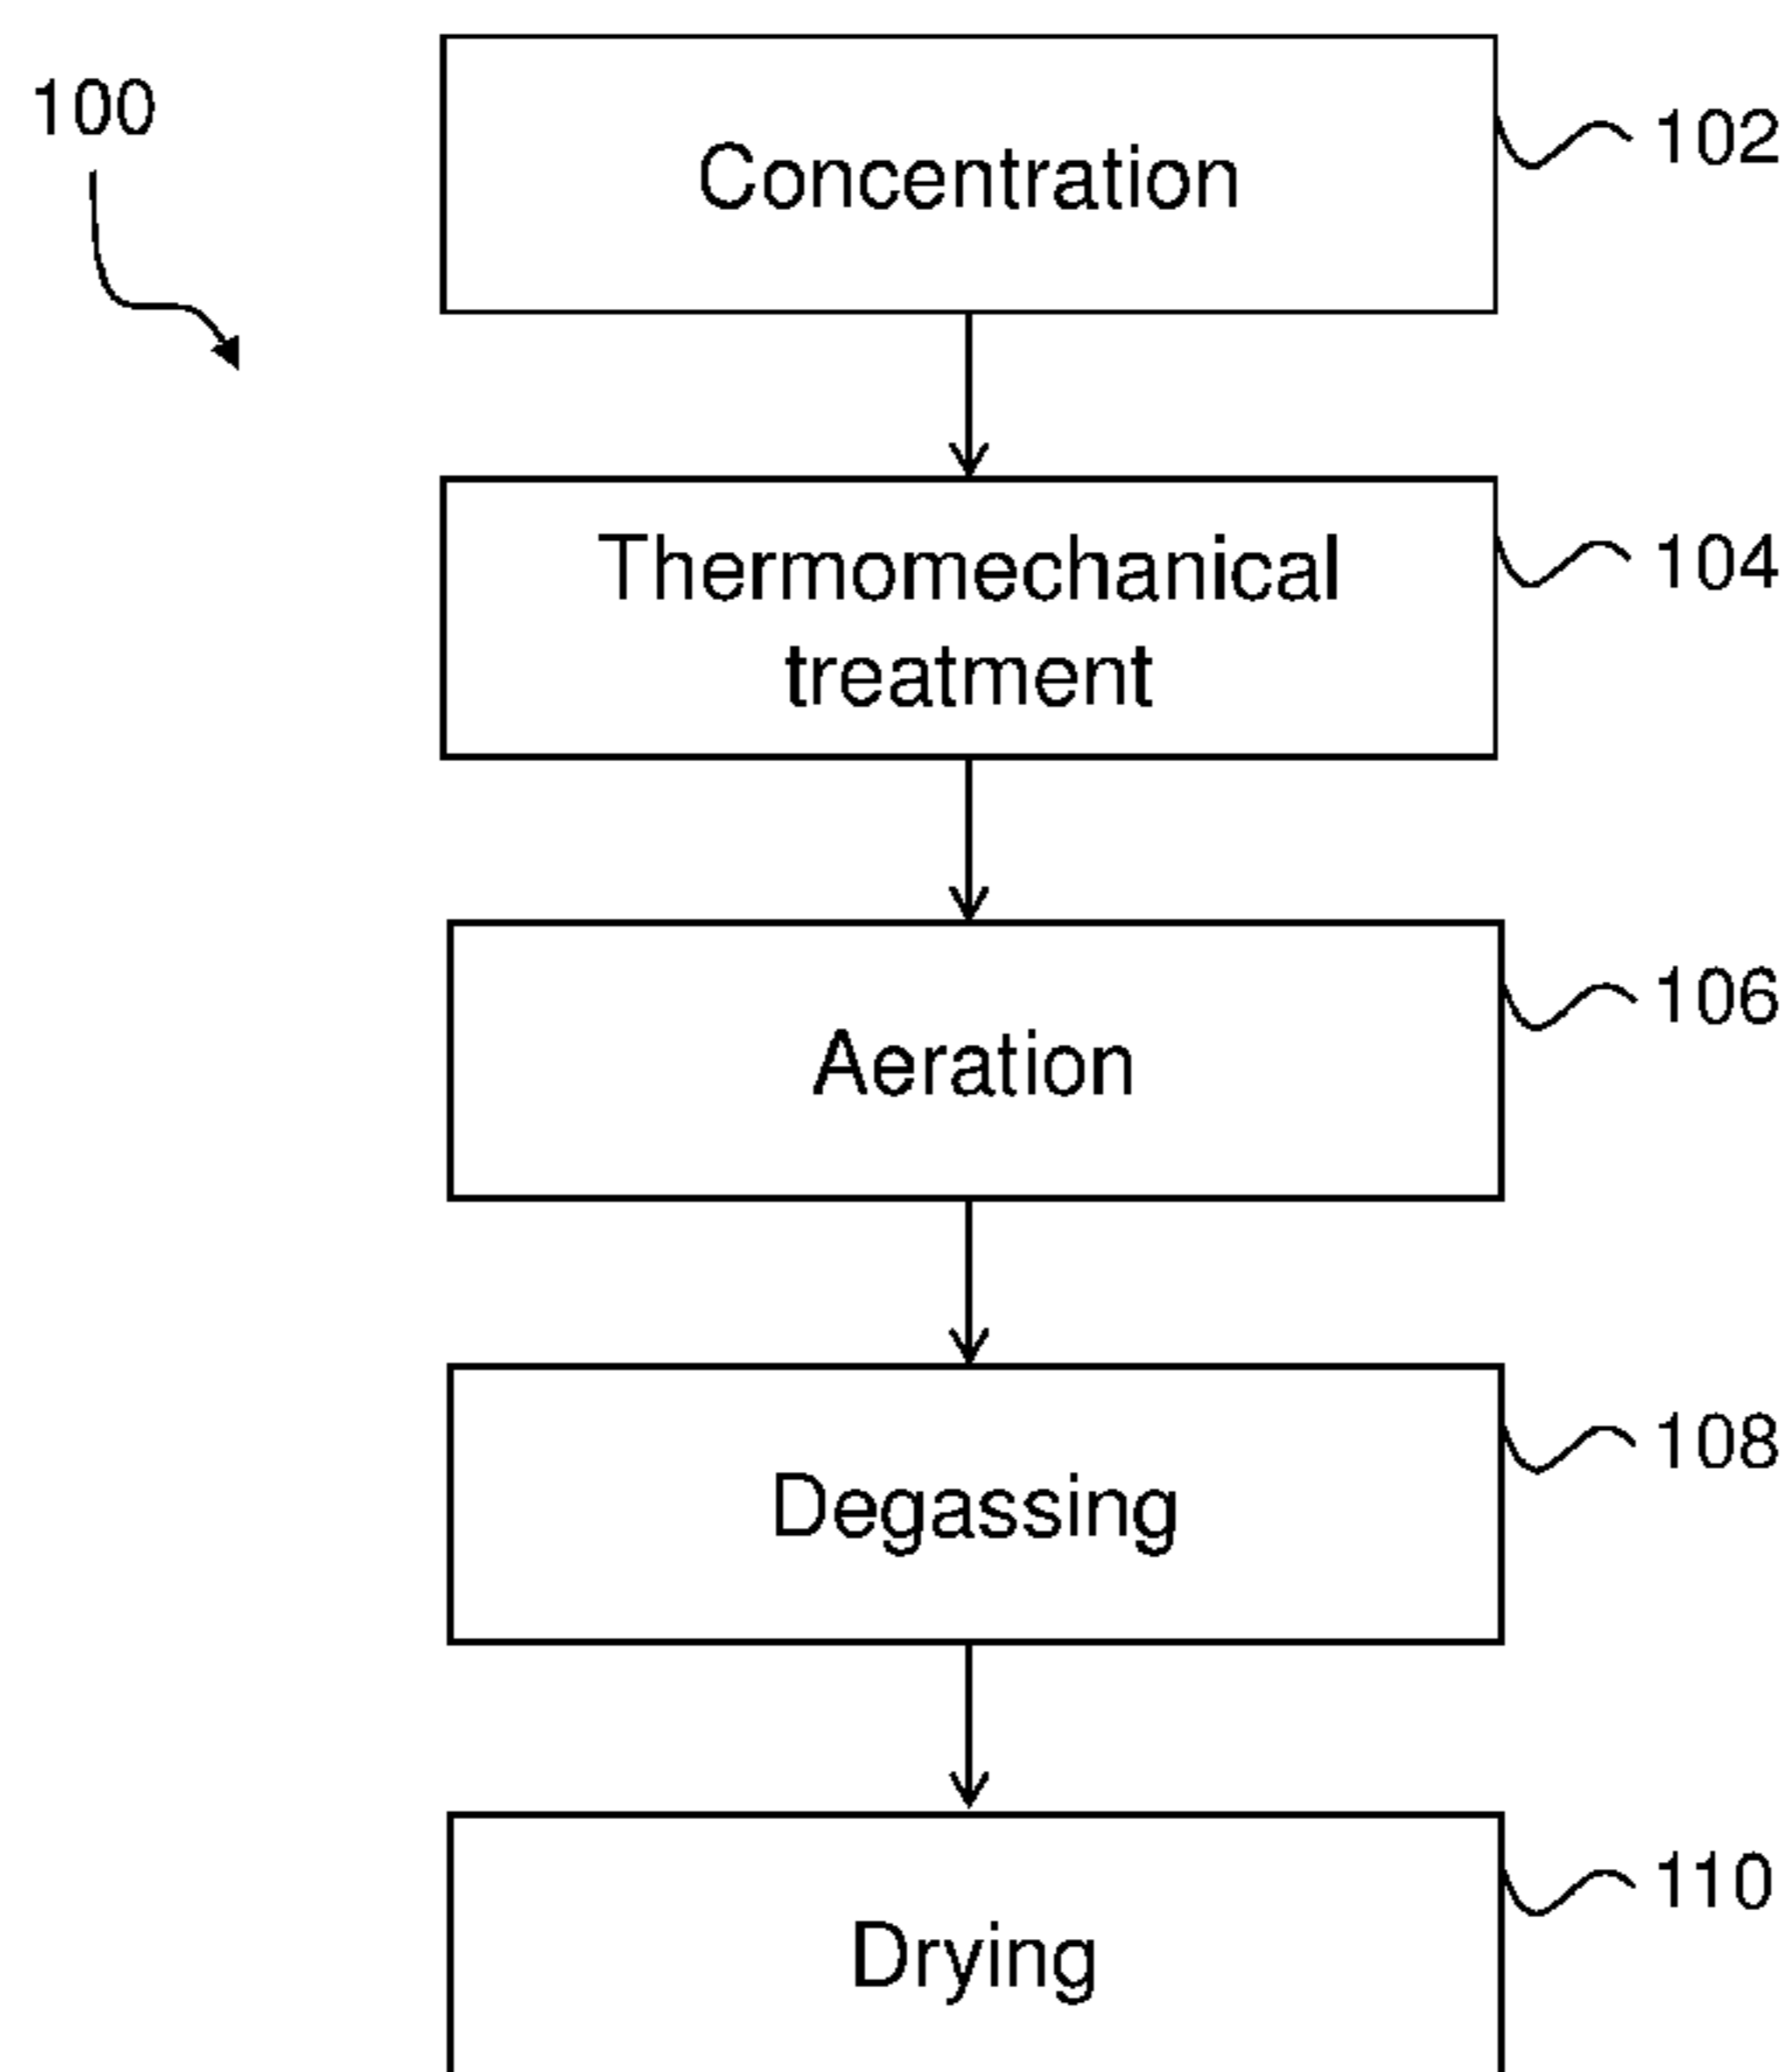 100
Concentration
102
Thermomechanical
treatment
104
Aeration
106
Degassing
108
Drying
110